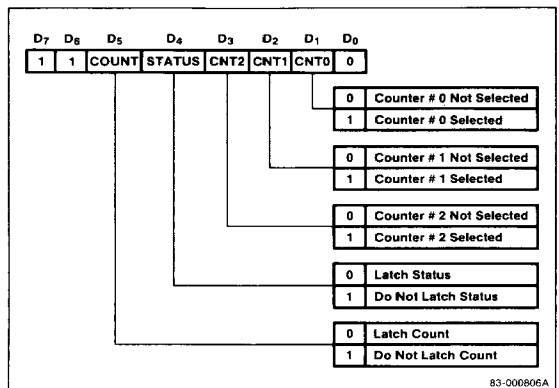 D7 D6 D5 D4 D3 D2 D1 D0
1 1 COUNT STATUS CNT2 CNT1 CNT0 0
0 Counter # 0 Not Selected
1 Counter # 0 Selected
0 Counter # 1 Not Selected
1 Counter # 1 Selected
0 Counter # 2 Not Selected
1 Counter # 2 Selected
0 Latch Status
1 Do Not Latch Status
0 Latch Count
1 Do Not Latch Count
83-000806A